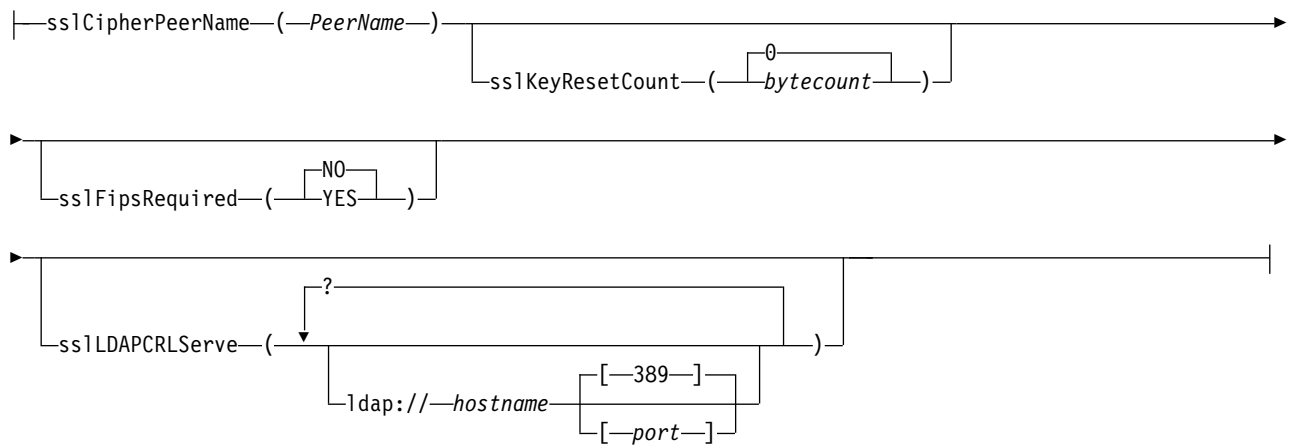 sslCipherPeerName ( PeerName )
0
sslKeyResetCount ( bytecount )
NO
sslFipsRequired ( YES )
?
sslLDAPCRLServe ( )
[ 389 ]
ldap:// hostname
[ port ]